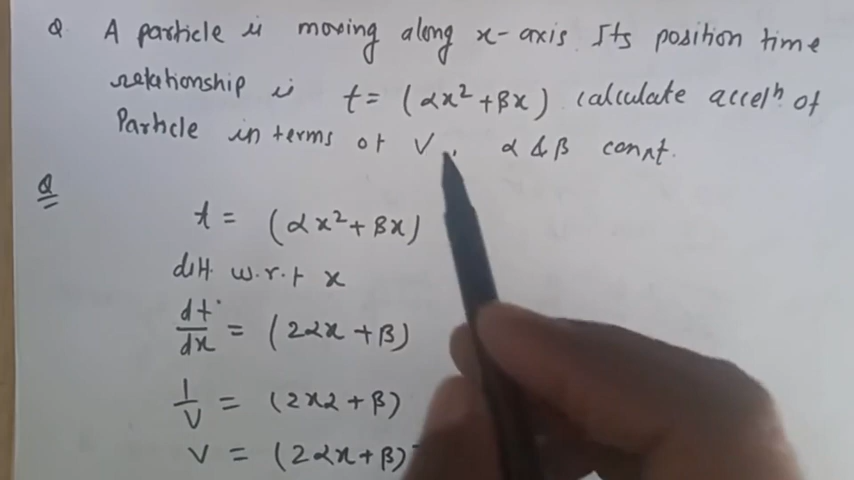 Q. A particle is moving along x-axis. Its position time
relationship is t = (αx² + βx) calculate accelⁿ of
Particle in terms of V. α & β const.
Q
t = (αx² + βx)
diff. w.r.t x
dt/dx = (2αx + β)
1/V = (2xα + β)
V = (2αx + β)⁻